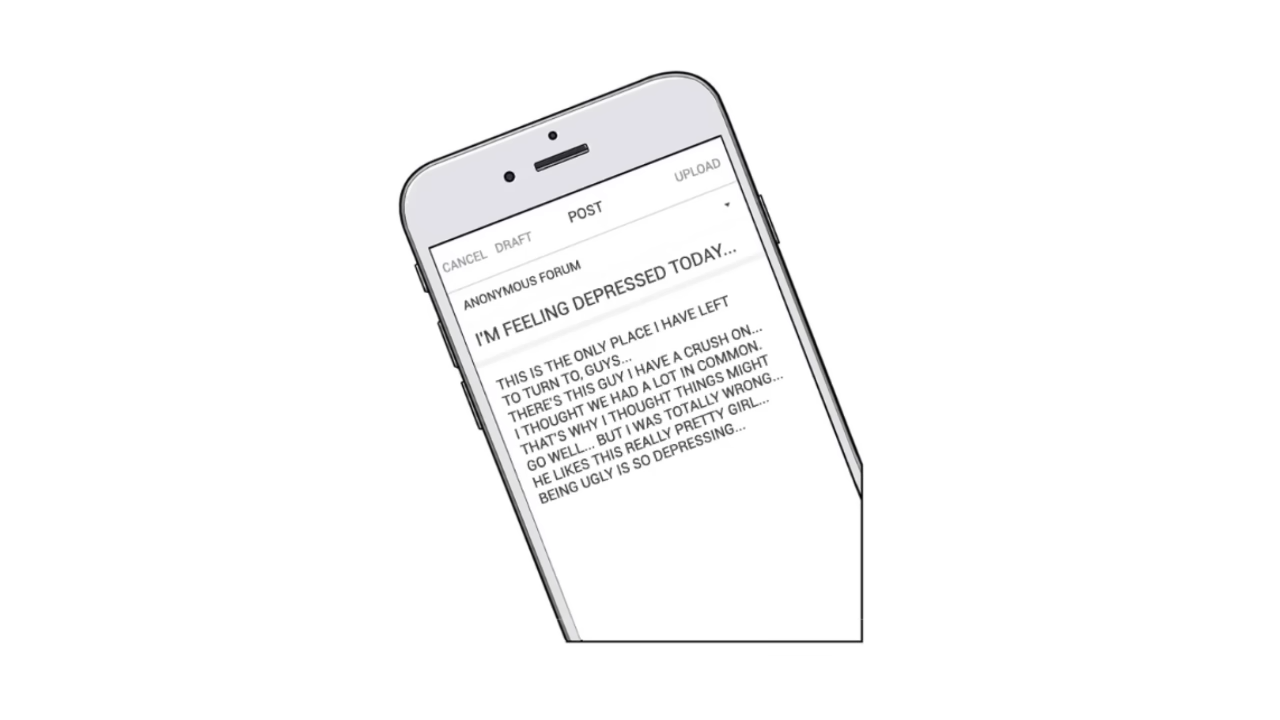 CANCEL DRAFT POST UPLOAD
ANONYMOUS FORUM
I'M FEELING DEPRESSED TODAY...
THIS IS THE ONLY PLACE I HAVE LEFT
TO TURN TO, GUYS...
THERE'S THIS GUY I HAVE A CRUSH ON...
I THOUGHT WE HAD A LOT IN COMMON.
THAT'S WHY I THOUGHT THINGS MIGHT
GO WELL... BUT I WAS TOTALLY WRONG...
HE LIKES THIS REALLY PRETTY GIRL...
BEING UGLY IS SO DEPRESSING...